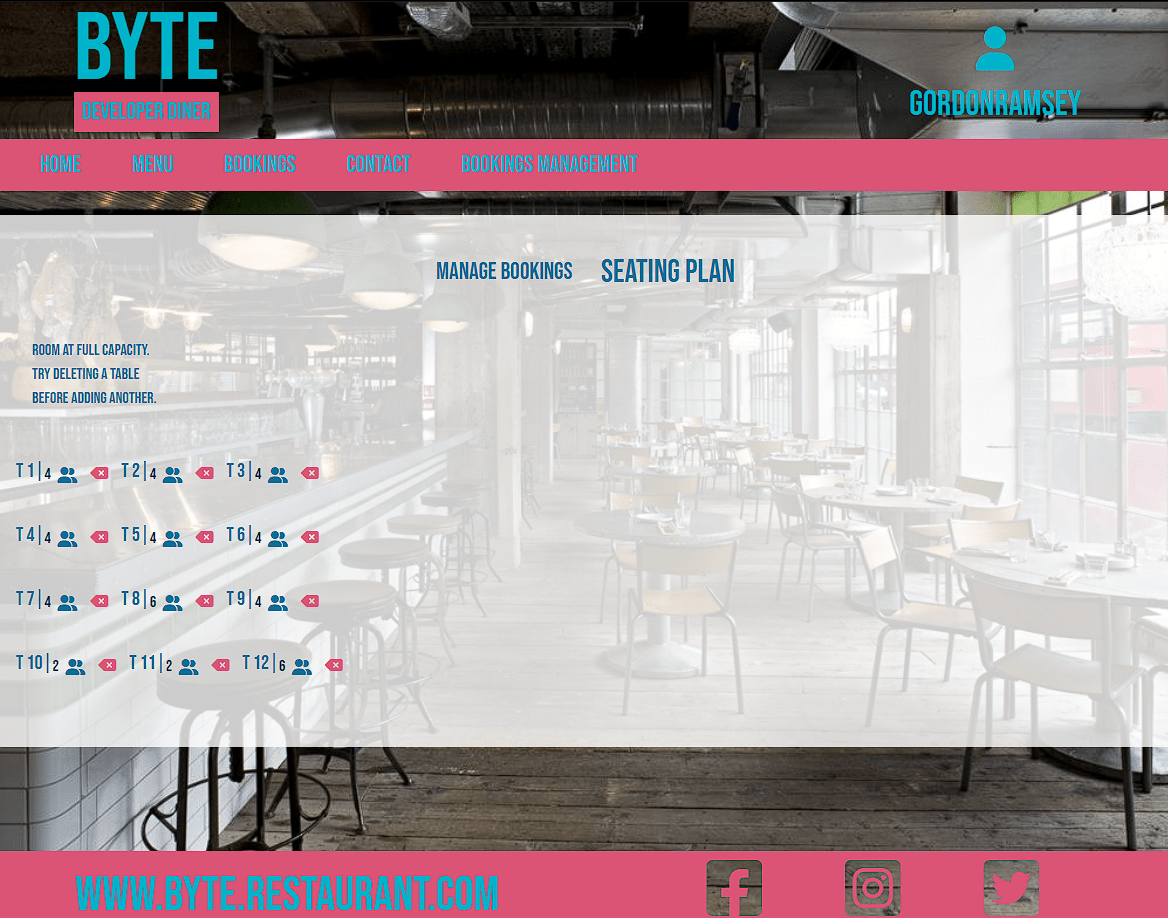 BYTE
DEVELOPER DINER
GORDONRAMSEY
HOME MENU BOOKINGS CONTACT BOOKINGS MANAGEMENT
MANAGE BOOKINGS SEATING PLAN
ROOM AT FULL CAPACITY.
TRY DELETING A TABLE
BEFORE ADDING ANOTHER.
T 1 | 4 T 2 | 4 T 3 | 4
T 4 | 4 T 5 | 4 T 6 | 4
T 7 | 4 T 8 | 6 T 9 | 4
T 10 | 2 T 11 | 2 T 12 | 6
WWW.BYTE.RESTAURANT.COM